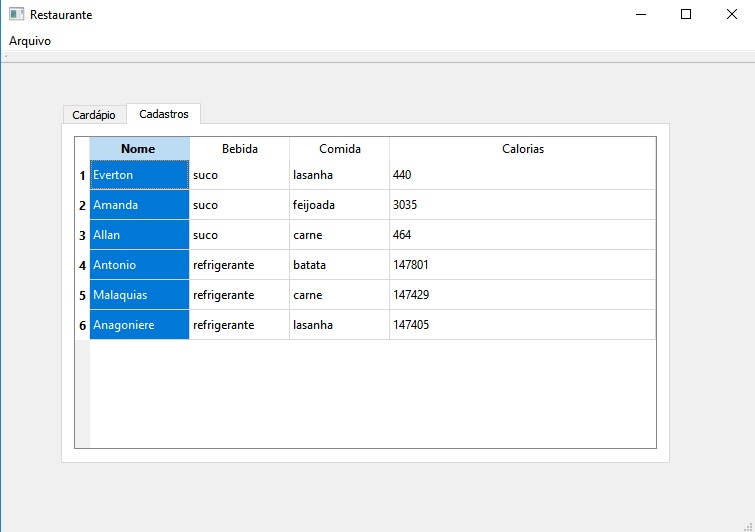 Restaurante
Arquivo
Cardápio Cadastros
Nome Bebida Comida Calorias
1 Everton suco lasanha 440
2 Amanda suco feijoada 3035
3 Allan suco carne 464
4 Antonio refrigerante batata 147801
5 Malaquias refrigerante carne 147429
6 Anagoniere refrigerante lasanha 147405